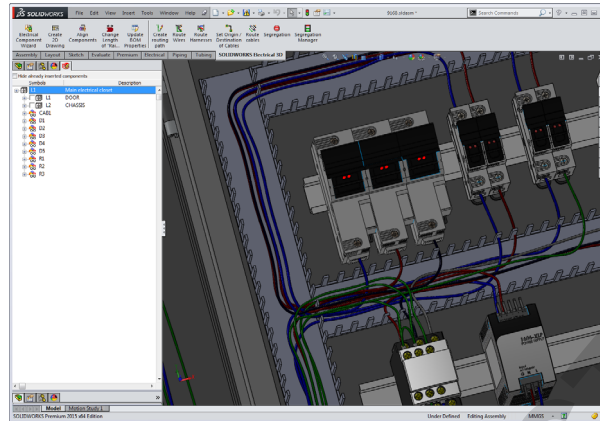 SOLIDWORKS File Edit View Insert Tools Window Help
Search Commands
Electrical Component Wizard
Create 2D Drawing
Align Components
Change Length of
Update BOM Properties
Create routing path
Route Wires
Route Harnesses
Set Origin / Destination of Cables
Route cables
Segregation
Segregation Manager
Assembly Layout Sketch Evaluate Premium Electrical Piping Tubing SOLIDWORKS Electrical 3D
Hide already inserted components
Symbols Description
L1 Main electrical closet
L1 DOOR
L2 CHASSIS
CAB1
D1
D2
D3
D4
D5
R1
R2
R3
Model Motion Study 1
SOLIDWORKS Premium 2015 x64 Edition
Under Defined Editing Assembly MMGS